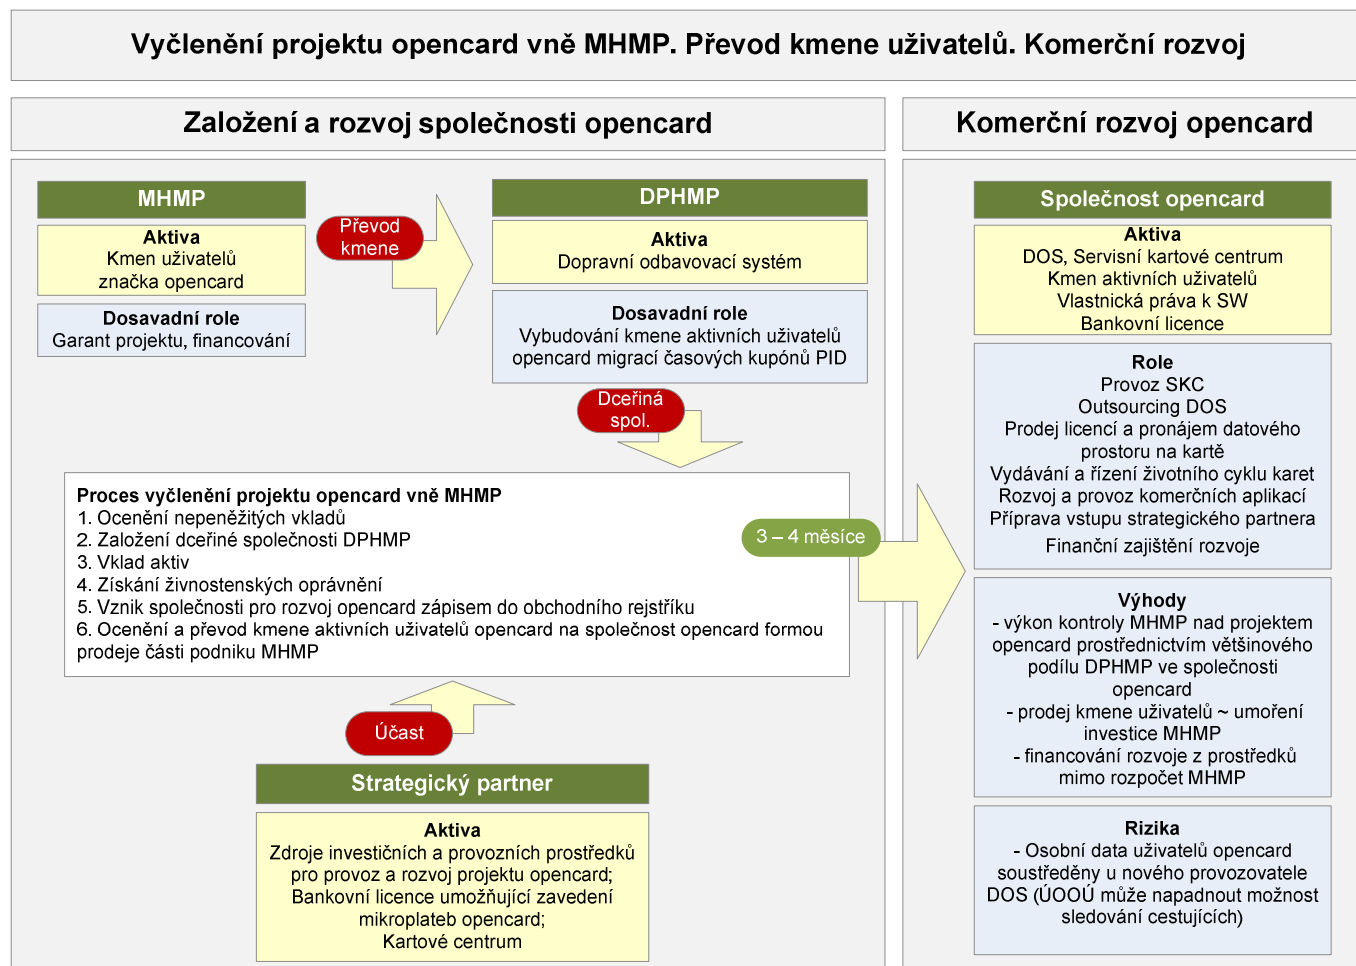 Vyčlenění projektu opencard vně MHMP. Převod kmene uživatelů. Komerční rozvoj
Založení a rozvoj společnosti opencard
MHMP
Aktiva
Kmen uživatelů
značka opencard
Dosavadní role
Garant projektu, financování
Převod
kmene
DPHMP
Aktiva
Dopravní odbavovací systém
Dosavadní role
Vybudování kmene aktivních uživatelů
opencard migrací časových kupónů PID
Dceřiná
spol.
Proces vyčlenění projektu opencard vně MHMP
1. Ocenění nepeněžitých vkladů
2. Založení dceřiné společnosti DPHMP
3. Vklad aktiv
4. Získání živnostenských oprávnění
5. Vznik společnosti pro rozvoj opencard zápisem do obchodního rejstříku
6. Ocenění a převod kmene aktivních uživatelů opencard na společnost opencard formou
prodeje části podniku MHMP
3 – 4 měsíce
Účast
Strategický partner
Aktiva
Zdroje investičních a provozních prostředků
pro provoz a rozvoj projektu opencard;
Bankovní licence umožňující zavedení
mikroplateb opencard;
Kartové centrum
Komerční rozvoj opencard
Společnost opencard
Aktiva
DOS, Servisní kartové centrum
Kmen aktivních uživatelů
Vlastnická práva k SW
Bankovní licence
Role
Provoz SKC
Outsourcing DOS
Prodej licencí a pronájem datového
prostoru na kartě
Vydávání a řízení životního cyklu karet
Rozvoj a provoz komerčních aplikací
Příprava vstupu strategického partnera
Finanční zajištění rozvoje
Výhody
- výkon kontroly MHMP nad projektem
opencard prostřednictvím většinového
podílu DPHMP ve společnosti
opencard
- prodej kmene uživatelů ~ umoření
investice MHMP
- financování rozvoje z prostředků
mimo rozpočet MHMP
Rizika
- Osobní data uživatelů opencard
soustředěny u nového provozovatele
DOS (ÚOOÚ může napadnout možnost
sledování cestujících)